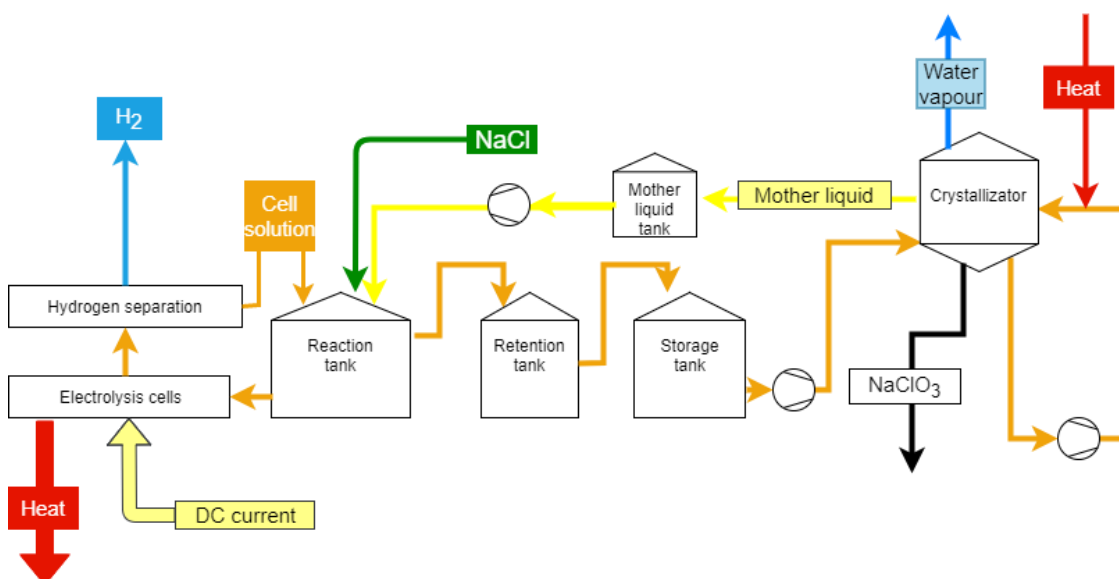 Water
vapour
Heat
H₂
NaCl
Mother
liquid
tank
Mother liquid
Crystallizator
Cell
solution
Hydrogen separation
Reaction
tank
Retention
tank
Storage
tank
Electrolysis cells
NaClO₃
Heat
DC current